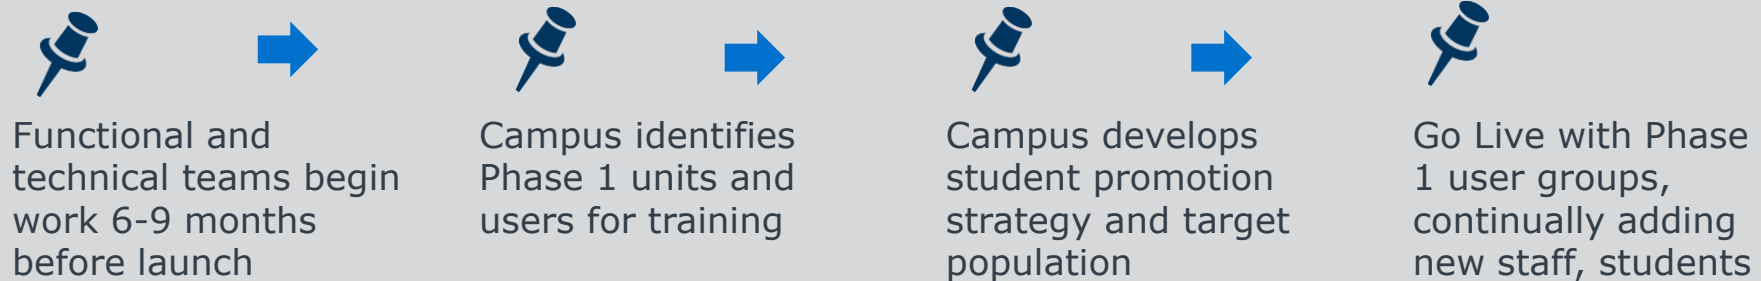 Functional and
technical teams begin
work 6-9 months
before launch
Campus identifies
Phase 1 units and
users for training
Campus develops
student promotion
strategy and target
population
Go Live with Phase
1 user groups,
continually adding
new staff, students